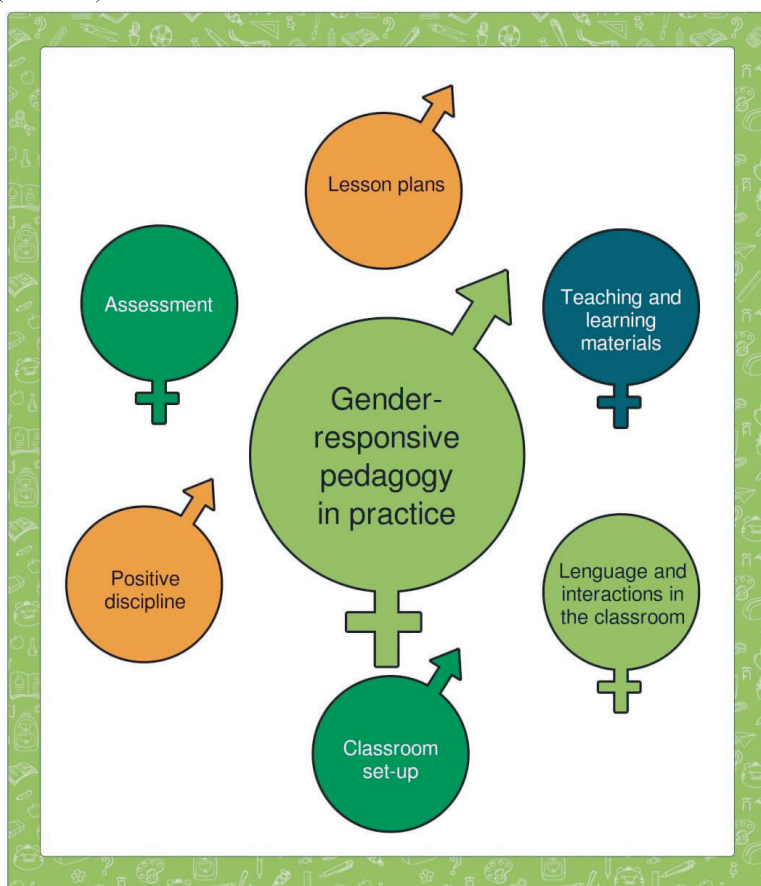 Lesson plans
Assessment
Teaching and
learning
materials
Gender-
responsive
pedagogy
in practice
Positive
discipline
Lenguage and
interactions in
the classroom
Classroom
set-up